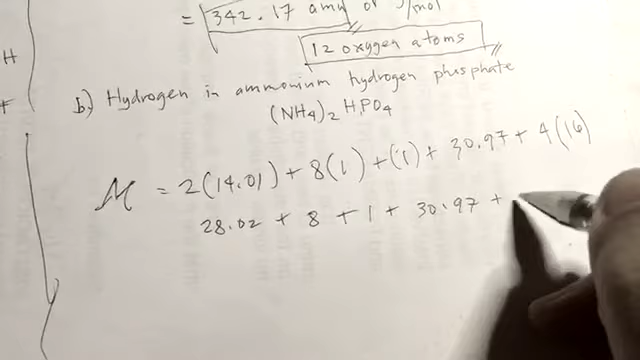 = 342.17 amu or g/mol
12 oxygen atoms
H
b.) Hydrogen in ammonium hydrogen phosphate
(NH4)2 HPO4
M = 2(14.01) + 8(1) + (1) + 30.97 + 4(16)
28.02 + 8 + 1 + 30.97 +